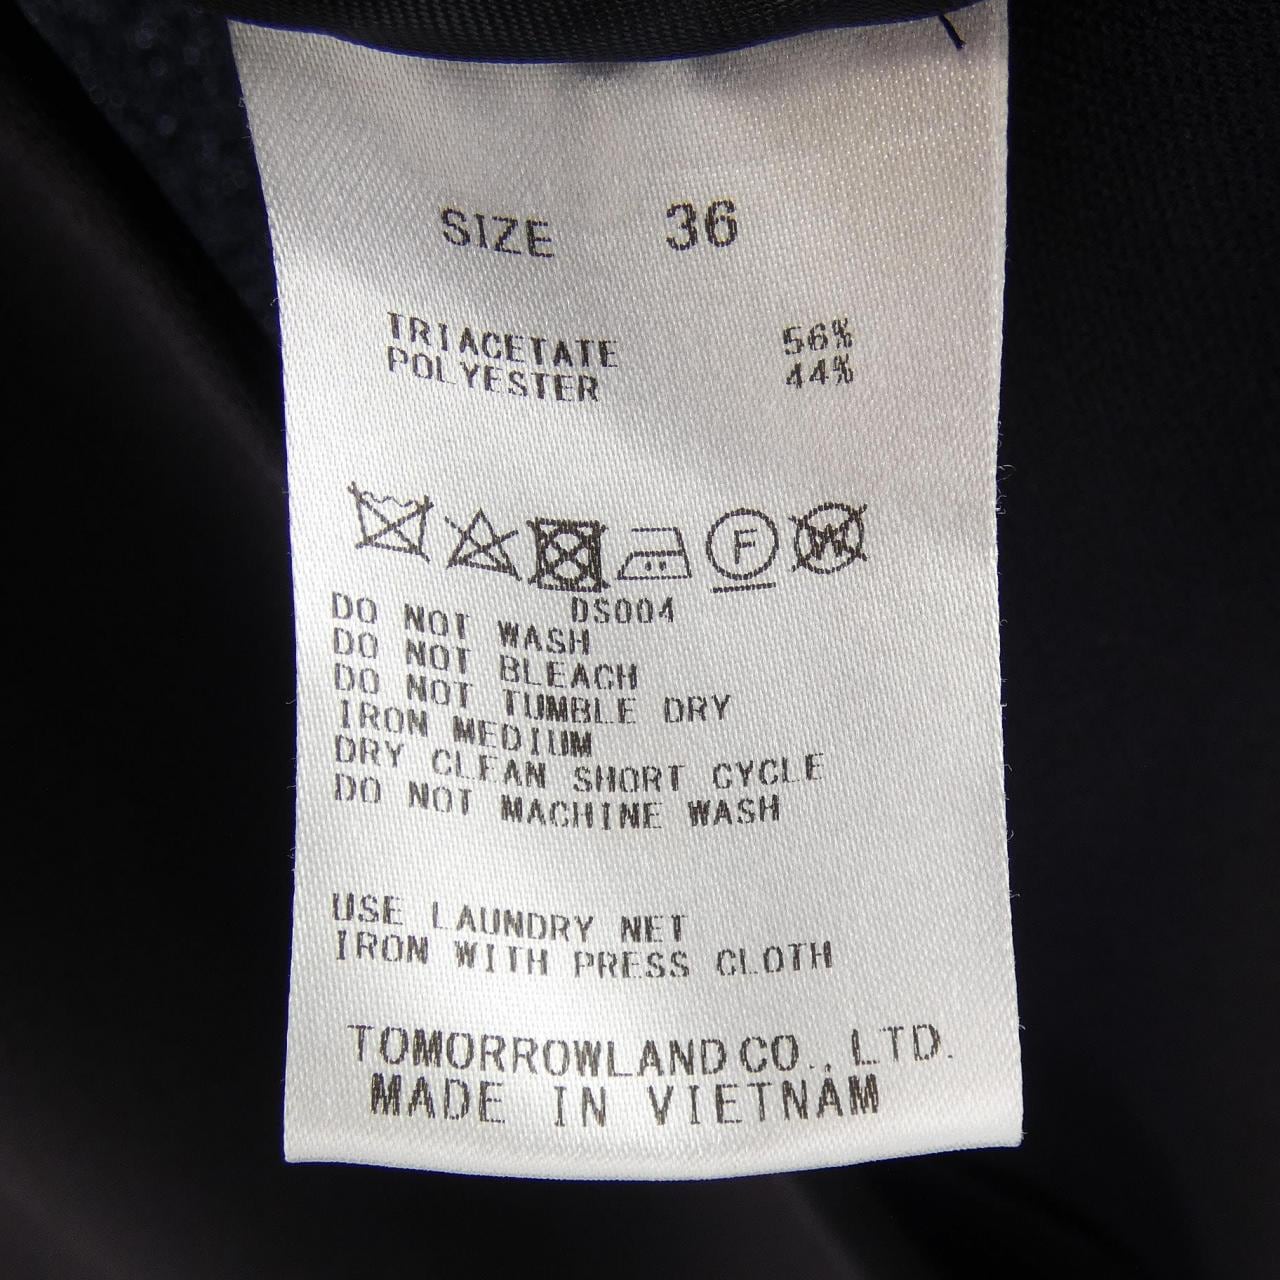 SIZE 36
TRIACETATE 56%
POLYESTER 44%
F W
DS004
DO NOT WASH
DO NOT BLEACH
DO NOT TUMBLE DRY
IRON MEDIUM
DRY CLEAN SHORT CYCLE
DO NOT MACHINE WASH
USE LAUNDRY NET
IRON WITH PRESS CLOTH
TOMORROWLAND CO., LTD.
MADE IN VIETNAM